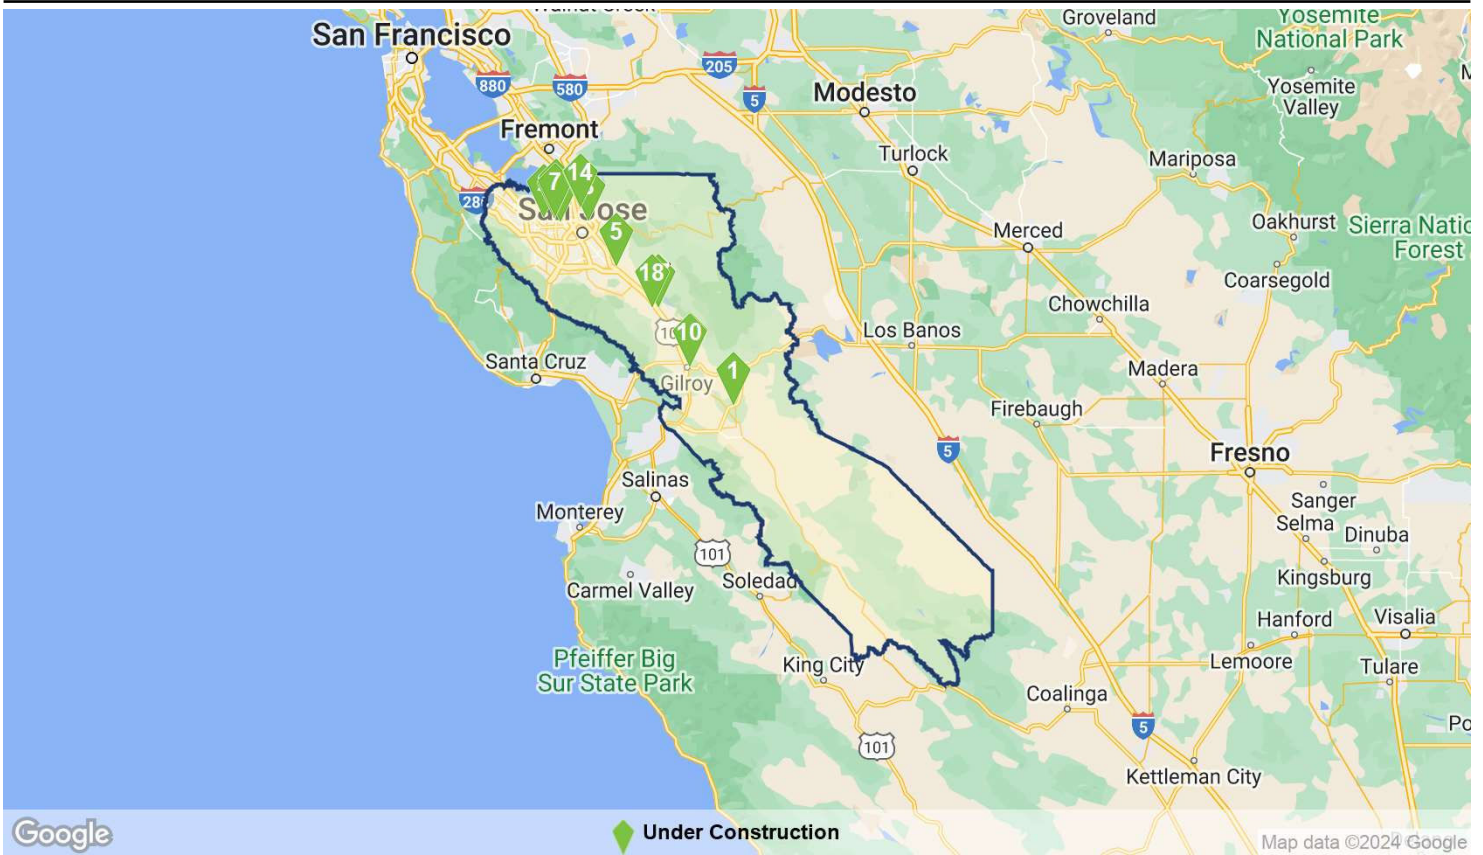 San Francisco
Groveland
Yosemite
National Park
880
580
205
5
Modesto
Yosemite
Valley
Fremont
Turlock
Mariposa
7
14
280
San Jose
5
Merced
Oakhurst
Coarsegold
18
Chowchilla
10
Los Banos
Santa Cruz
1
Gilroy
Madera
Firebaugh
5
Fresno
Salinas
Sanger
Monterey
Selma
Dinuba
101
Soledad
Carmel Valley
Kingsburg
Hanford
Visalia
Pfeiffer Big
Sur State Park
King City
Lemoore
Tulare
Coalinga
5
101
Kettleman City
Google
Under Construction
Map data ©2024 Google